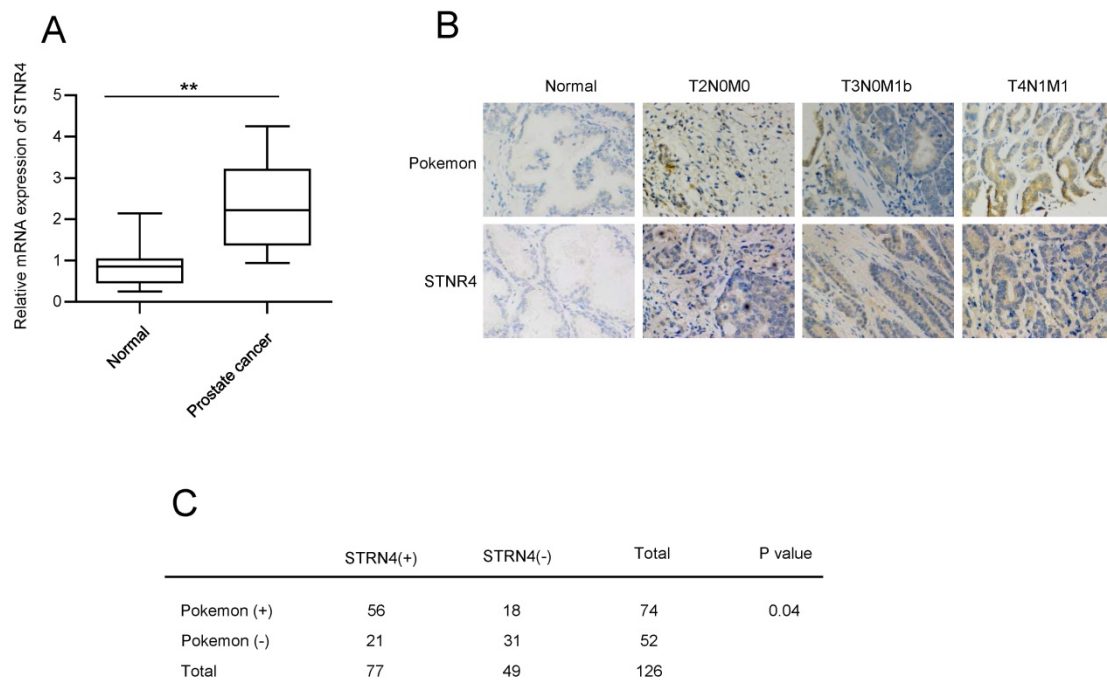 A
Relative mRNA expression of STNR4
5
4
3
2
1
0
**
Normal
Prostate cancer
B
Normal T2N0M0 T3N0M1b T4N1M1
Pokemon
STNR4
C
STRN4(+) STRN4(-) Total P value
Pokemon (+) 56 18 74 0.04
Pokemon (-) 21 31 52
Total 77 49 126